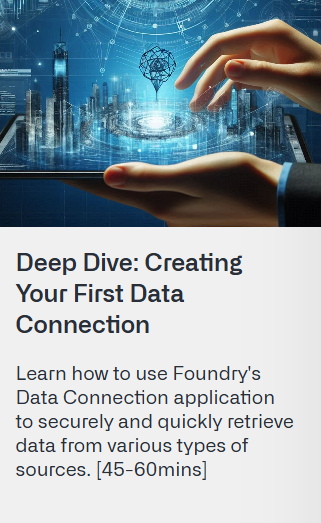 Deep Dive: Creating
Your First Data
Connection
Learn how to use Foundry's
Data Connection application
to securely and quickly retrieve
data from various types of
sources. [45-60mins]